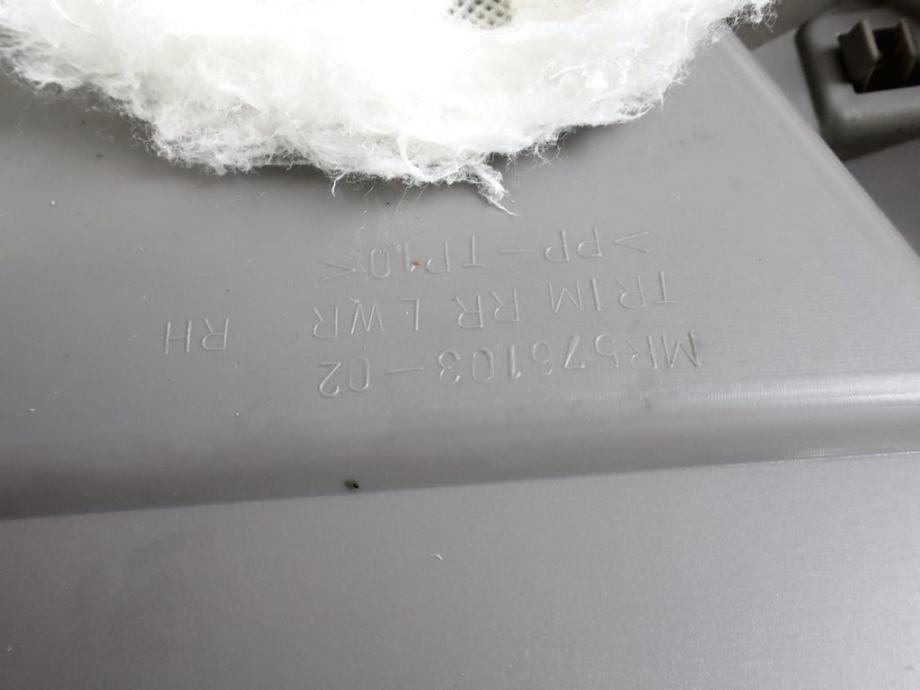 MR576103-02
TRIM RR LWR RH
>PP-TP10<